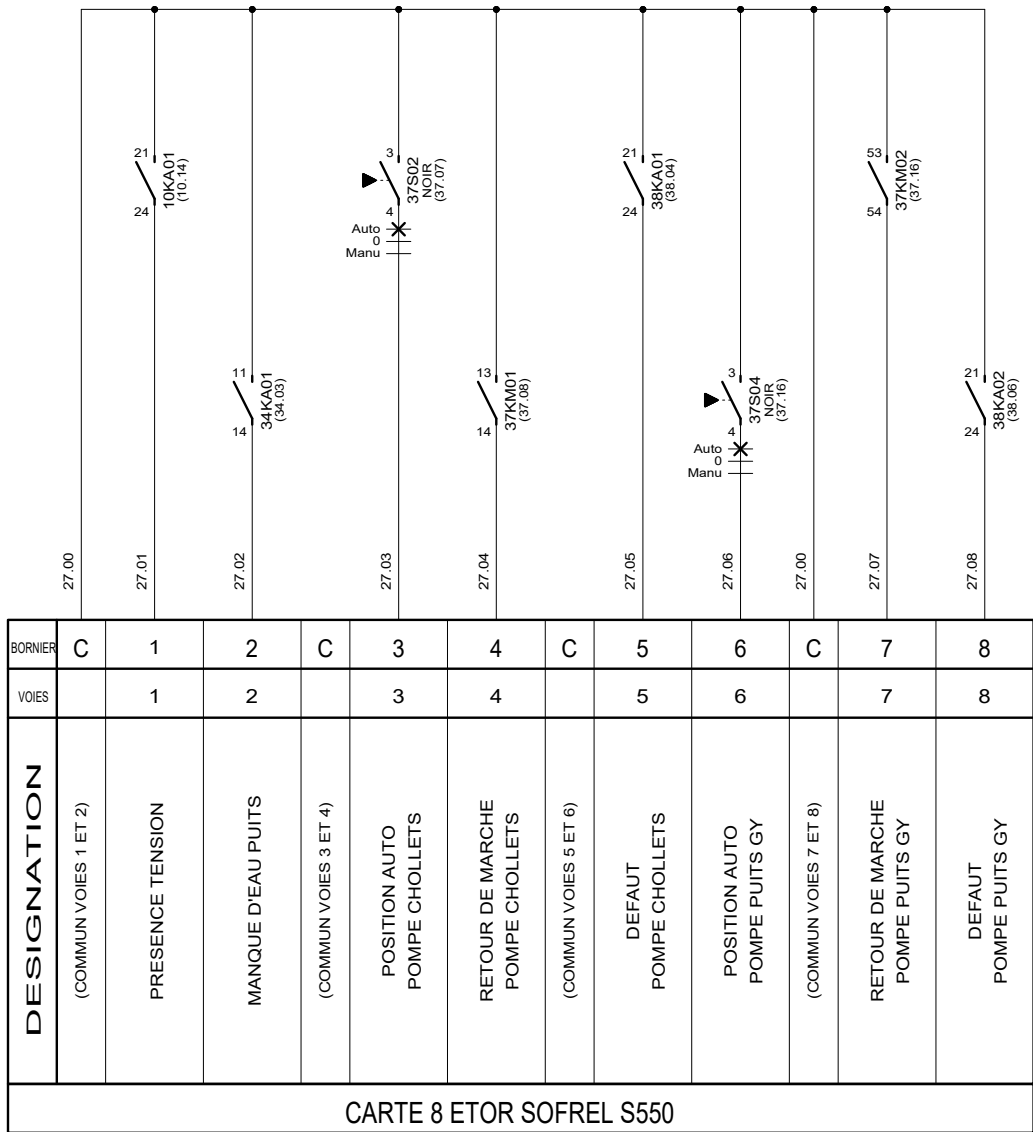 21
24
10KA01
(10.14)
3
4
37S02
NOIR
(37.07)
Auto
0
Manu
21
24
38KA01
(38.04)
53
54
37KM02
(37.16)
11
14
34KA01
(34.03)
13
14
37KM01
(37.08)
3
4
37S04
NOIR
(37.16)
Auto
0
Manu
21
24
38KA02
(38.06)
27.00
27.01
27.02
27.03
27.04
27.05
27.06
27.00
27.07
27.08
BORNIER C 1 2 C 3 4 C 5 6 C 7 8
VOIES 1 2 3 4 5 6 7 8
DESIGNATION
(COMMUN VOIES 1 ET 2)
PRESENCE TENSION
MANQUE D'EAU PUITS
(COMMUN VOIES 3 ET 4)
POSITION AUTO
POMPE CHOLLETS
RETOUR DE MARCHE
POMPE CHOLLETS
(COMMUN VOIES 5 ET 6)
DEFAUT
POMPE CHOLLETS
POSITION AUTO
POMPE PUITS GY
(COMMUN VOIES 7 ET 8)
RETOUR DE MARCHE
POMPE PUITS GY
DEFAUT
POMPE PUITS GY
CARTE 8 ETOR SOFREL S550